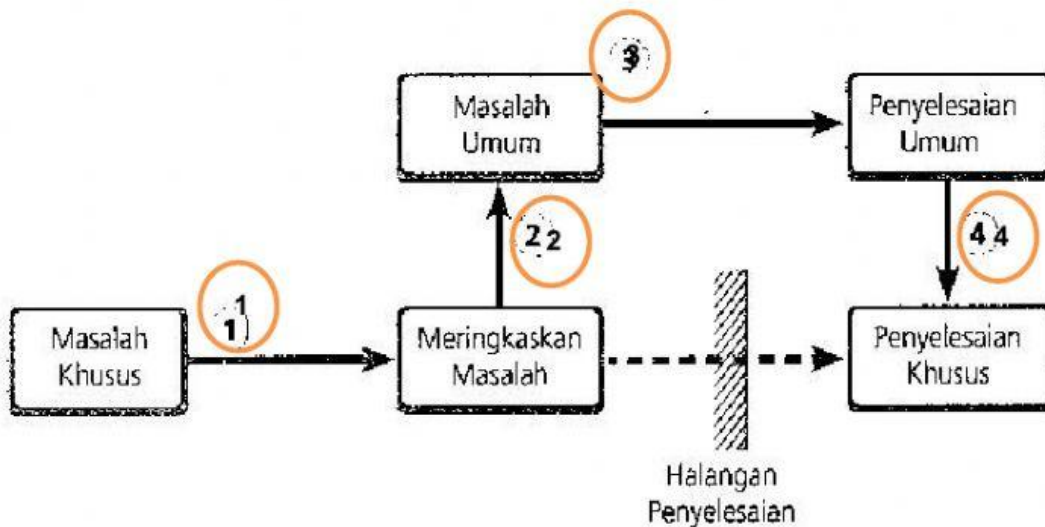 3 3
Masalah
Umum
Penyelesaian
Umum
2 2
4 4
1
1
Masalah
Khusus
Meringkaskan
Masalah
Penyelesaian
Khusus
Halangan
Penyelesaian